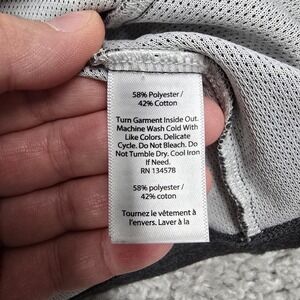 58% Polyester /
42% Cotton
Turn Garment Inside Out.
Machine Wash Cold With
Like Colors. Delicate
Cycle. Do Not Bleach. Do
Not Tumble Dry. Cool Iron
If Need.
RN 134578
58% polyester /
42% coton
Tournez le vêtement à
l'envers. Laver à la